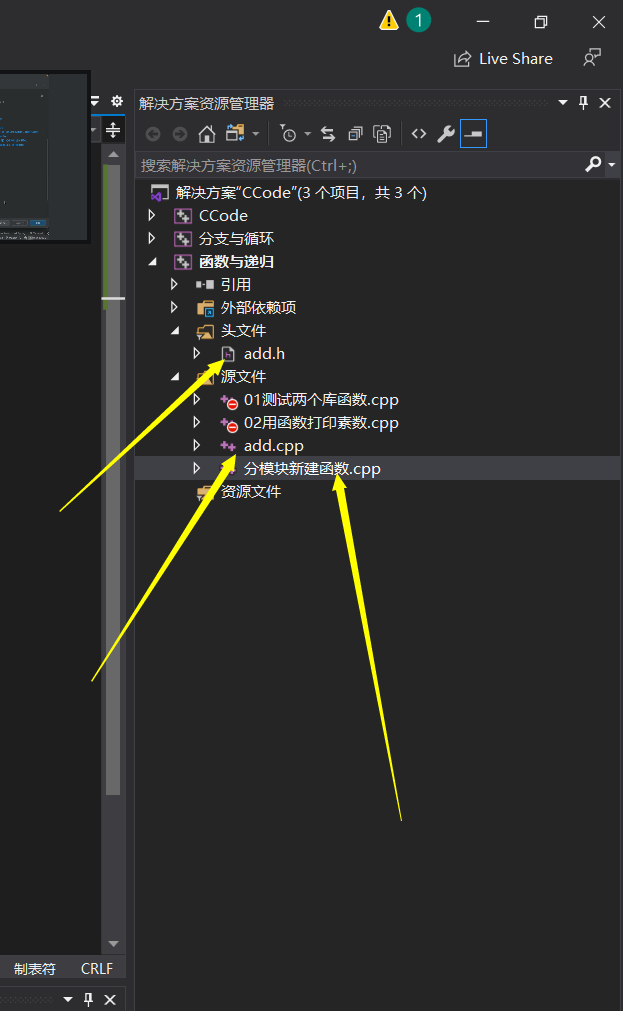 1
Live Share
解决方案资源管理器
搜索解决方案资源管理器(Ctrl+;)
解决方案“CCode”(3 个项目，共 3 个)
CCode
分支与循环
函数与递归
引用
外部依赖项
头文件
add.h
源文件
01测试两个库函数.cpp
02用函数打印素数.cpp
add.cpp
分模块新建函数.cpp
资源文件
制表符 CRLF